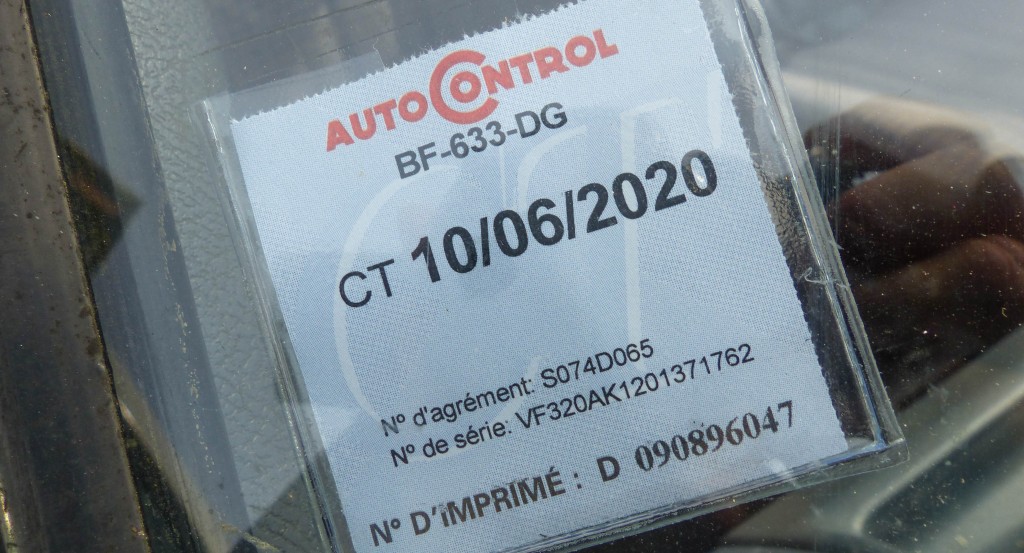 AUTOCONTROL
BF-633-DG
CT 10/06/2020
N° d'agrément: S074D065
N° de série: VF320AK1201371762
N° D'IMPRIMÉ : D 090896047